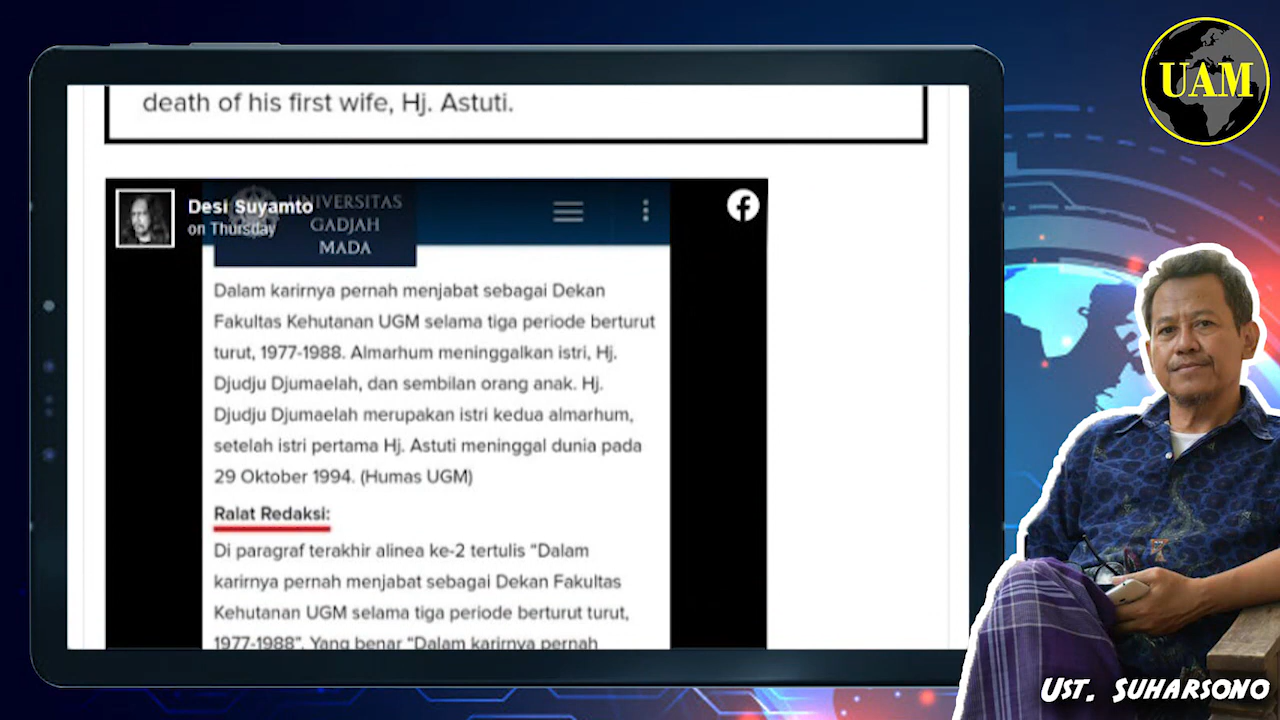 death of his first wife, Hj. Astuti.
UAM
Desi Suyamto
on Thursday
UNIVERSITAS
GADJAH
MADA
Dalam karirnya pernah menjabat sebagai Dekan
Fakultas Kehutanan UGM selama tiga periode berturut
turut, 1977-1988. Almarhum meninggalkan istri, Hj.
Djudju Djumaelah, dan sembilan orang anak. Hj.
Djudju Djumaelah merupakan istri kedua almarhum,
setelah istri pertama Hj. Astuti meninggal dunia pada
29 Oktober 1994. (Humas UGM)
Ralat Redaksi:
Di paragraf terakhir alinea ke-2 tertulis “Dalam
karirnya pernah menjabat sebagai Dekan Fakultas
Kehutanan UGM selama tiga periode berturut turut,
1977-1988”. Yang benar “Dalam karirnya pernah
UST. SUHARSONO